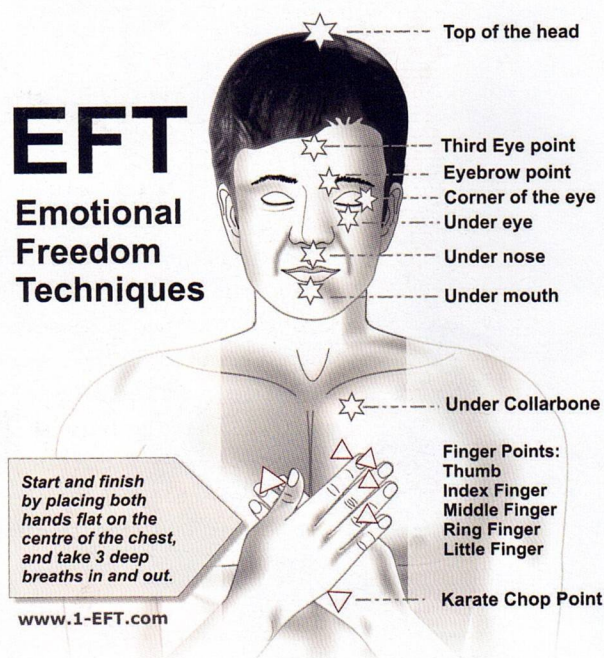 Top of the head
EFT
Emotional
Freedom
Techniques
Third Eye point
Eyebrow point
Corner of the eye
Under eye
Under nose
Under mouth
Under Collarbone
Finger Points:
Thumb
Index Finger
Middle Finger
Ring Finger
Little Finger
Start and finish
by placing both
hands flat on the
centre of the chest,
and take 3 deep
breaths in and out.
Karate Chop Point
www.1-EFT.com